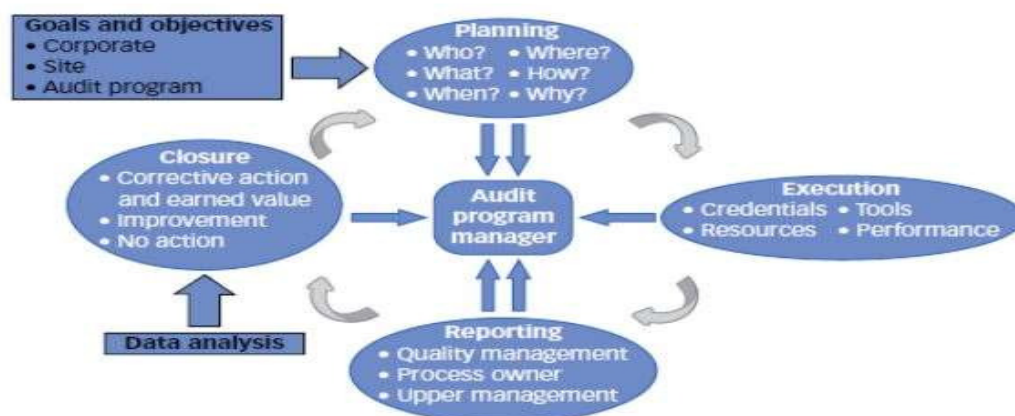 Goals and objectives
• Corporate
• Site
• Audit program
Planning
• Who? • Where?
• What? • How?
• When? • Why?
Closure
• Corrective action
and earned value
• Improvement
• No action
Audit
program
manager
Execution
• Credentials • Tools
• Resources • Performance
Data analysis
Reporting
• Quality management
• Process owner
• Upper management